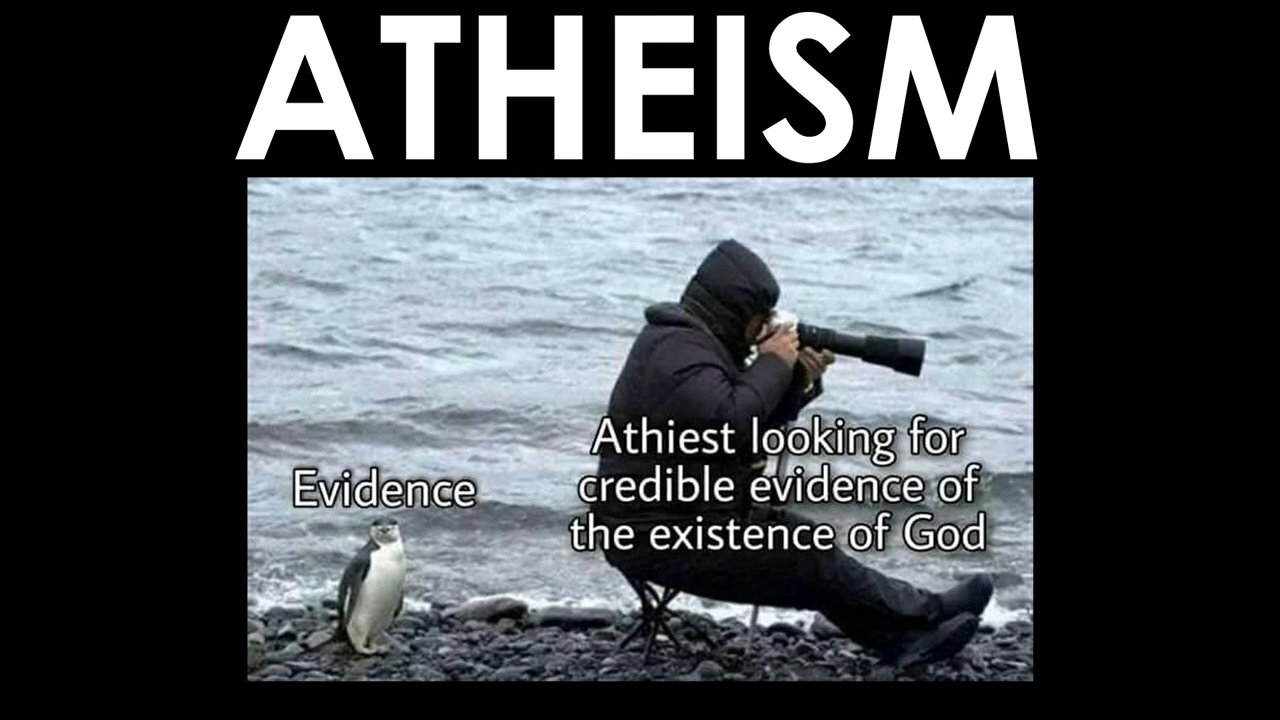 ATHEISM
Evidence
Athiest looking for
credible evidence of
the existence of God